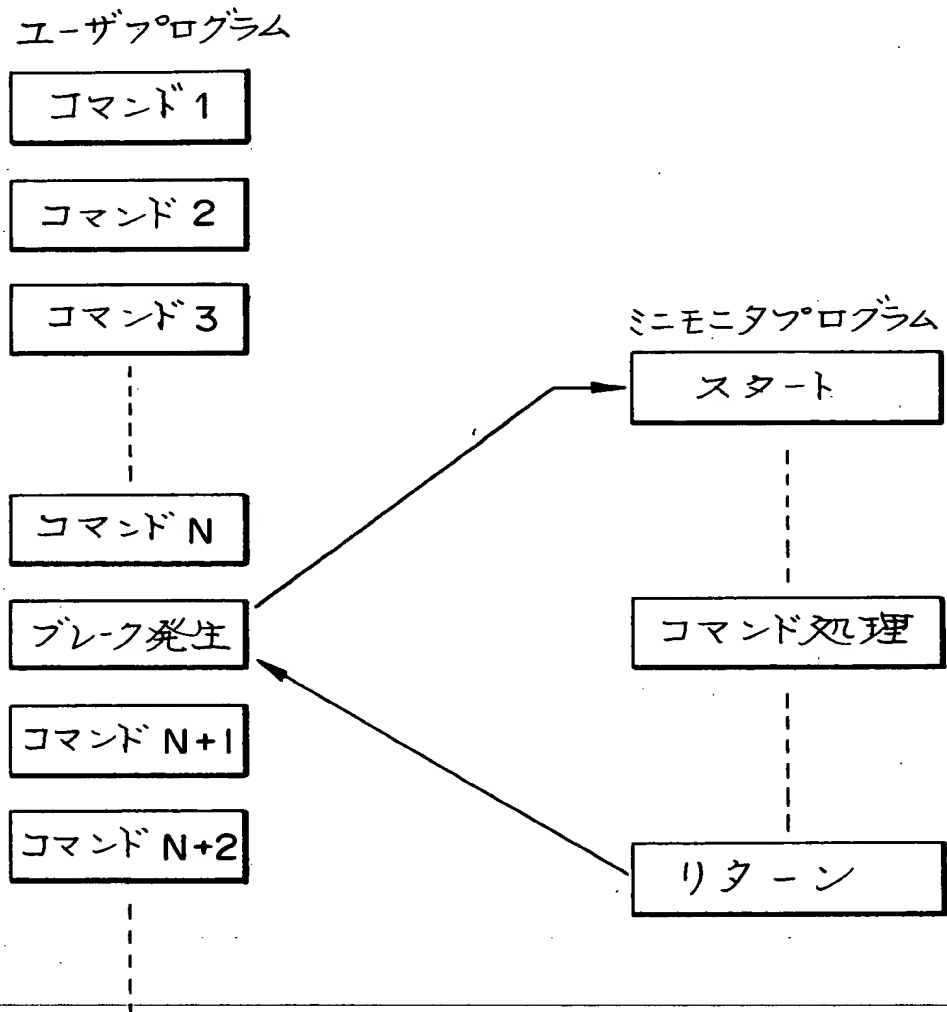 ユーザプログラム
コマンド 1
コマンド 2
コマンド 3
コマンド N
ブレーク発生
コマンド N+1
コマンド N+2
ミニモニタプログラム
スタート
コマンド処理
リターン